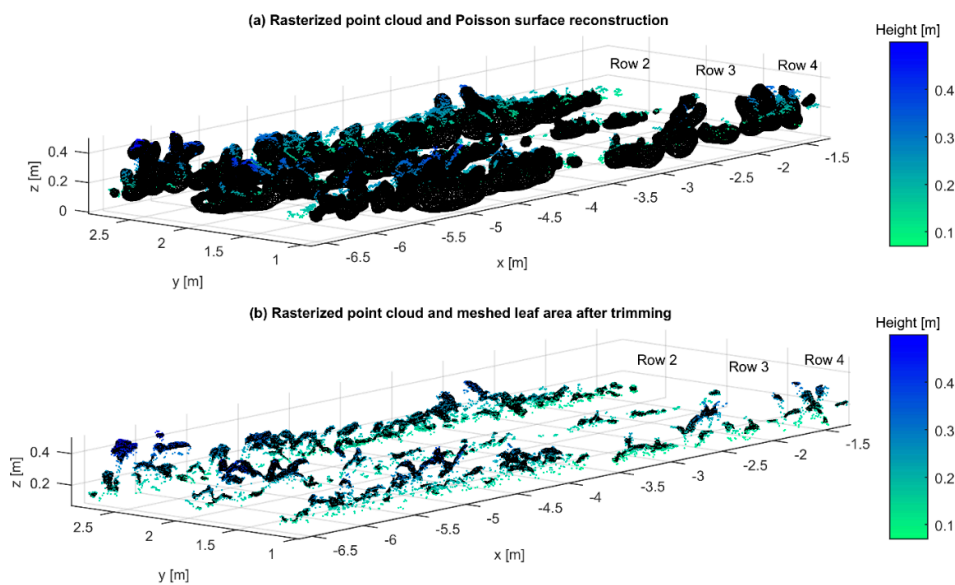 (a) Rasterized point cloud and Poisson surface reconstruction
Height [m]
Row 2
Row 3
Row 4
0.4
0.3
0.2
0.1
0.4
0.2
0
z [m]
2.5
2
1.5
1
y [m]
-6.5
-6
-5.5
-5
-4.5
-4
-3.5
-3
-2.5
-2
-1.5
x [m]
(b) Rasterized point cloud and meshed leaf area after trimming
Height [m]
Row 2
Row 3
Row 4
0.4
0.3
0.2
0.1
0.4
0.2
z [m]
2.5
2
1.5
1
y [m]
-6.5
-6
-5.5
-5
-4.5
-4
-3.5
-3
-2.5
-2
-1.5
x [m]